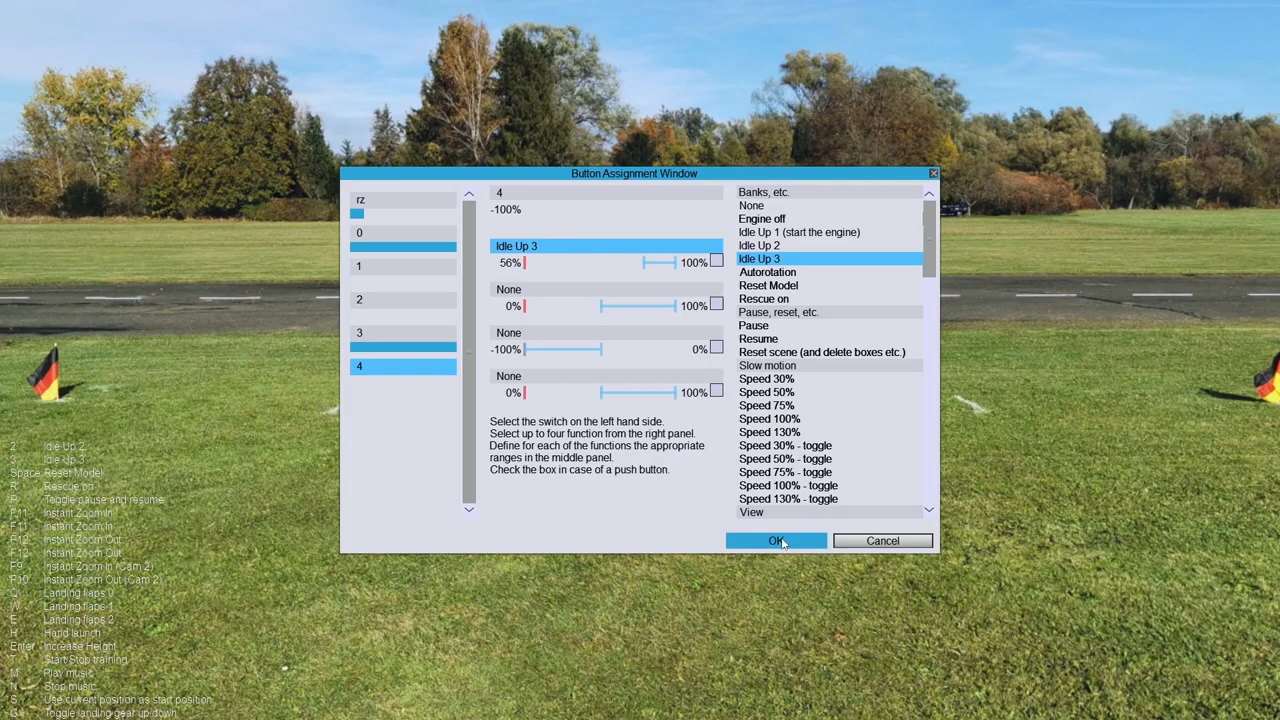 Button Assignment Window
rz
0
1
2
3
4
4
-100%
Idle Up 3
56%
100%
None
0%
100%
None
-100%
0%
None
0%
100%
Select the switch on the left hand side.
Select up to four function from the right panel.
Define for each of the functions the appropriate
ranges in the middle panel.
Check the box in case of a push button.
Banks, etc.
None
Engine off
Idle Up 1 (start the engine)
Idle Up 2
Idle Up 3
Autorotation
Reset Model
Rescue on
Pause, reset, etc.
Pause
Resume
Reset scene (and delete boxes etc.)
Slow motion
Speed 30%
Speed 50%
Speed 75%
Speed 100%
Speed 130%
Speed 30% - toggle
Speed 50% - toggle
Speed 75% - toggle
Speed 100% - toggle
Speed 130% - toggle
View
OK
Cancel
2 Idle Up 2
3 Idle Up 3
Space Reset Model
R Rescue on
P Toggle pause and resume
F11 Instant Zoom In
F11 Instant Zoom In
F12 Instant Zoom Out
F12 Instant Zoom Out
F9 Instant Zoom In (Cam 2)
F10 Instant Zoom Out (Cam 2)
Q Landing flaps 0
W Landing flaps 1
E Landing flaps 2
H Hand launch
Enter Increase Height
T Start Stop training
M Play music
N Stop music
S Use current position as start position
G Toggle landing gear up/down